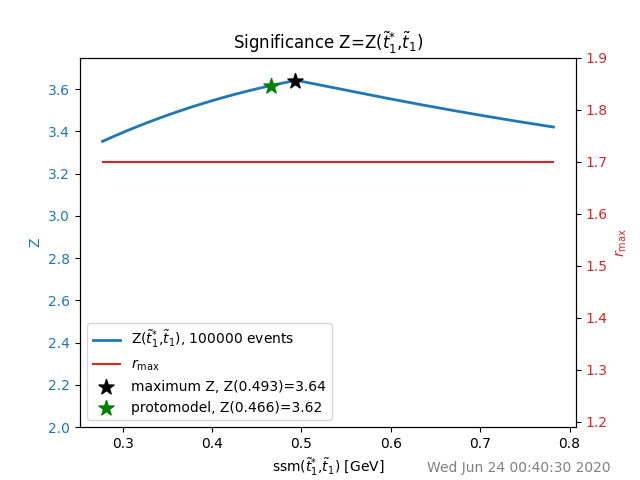 Significance Z=Z(t̃₁*,t̃₁)
3.6
3.4
3.2
3.0
2.8
2.6
2.4
2.2
2.0
Z
1.9
1.8
1.7
1.6
1.5
1.4
1.3
1.2
r_max
Z(t̃₁*,t̃₁), 100000 events
r_max
maximum Z, Z(0.493)=3.64
protomodel, Z(0.466)=3.62
0.3 0.4 0.5 0.6 0.7 0.8
ssm(t̃₁*,t̃₁) [GeV]
Wed Jun 24 00:40:30 2020